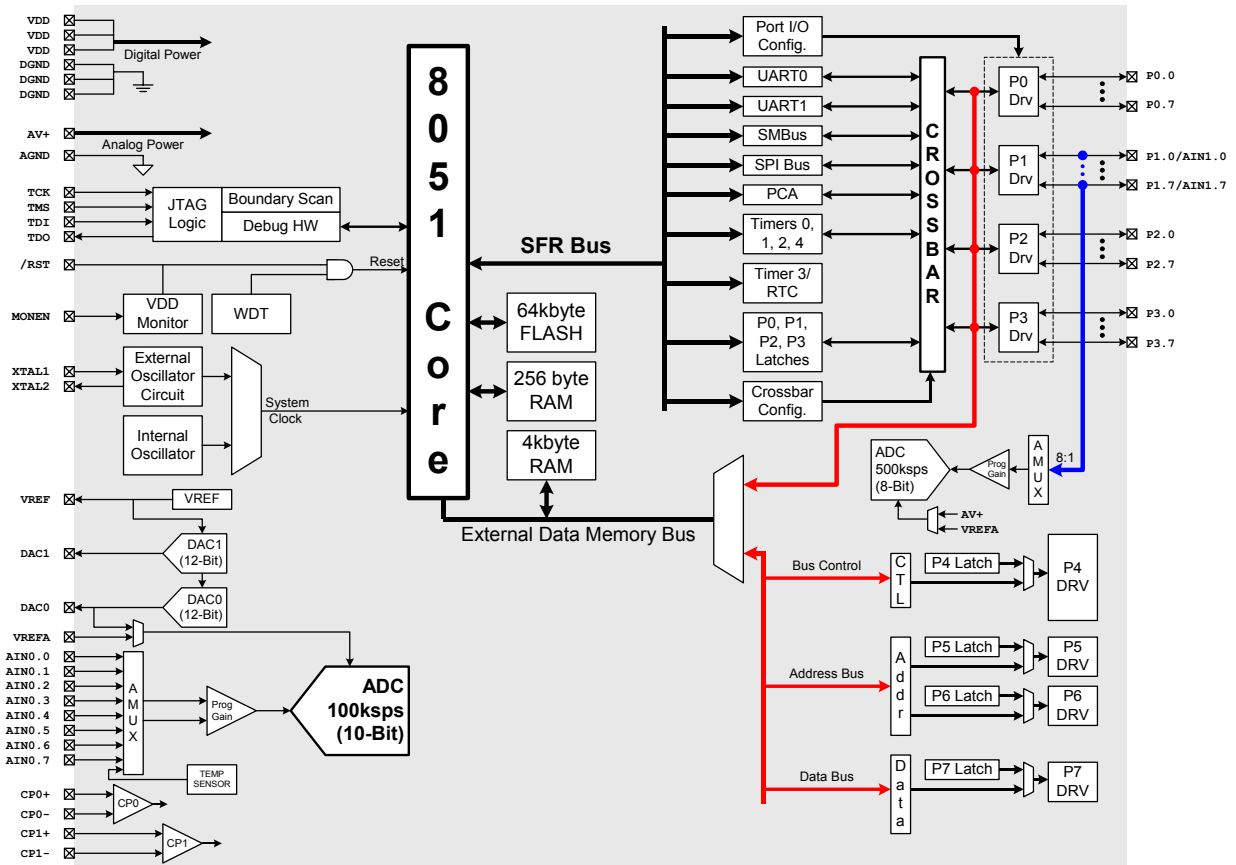 VDD
VDD
VDD
Digital Power
DGND
DGND
DGND
AV+
Analog Power
AGND
TCK
TMS
TDI
TDO
JTAG
Logic
Boundary Scan
Debug HW
/RST
Reset
MONEN
VDD
Monitor
WDT
XTAL1
XTAL2
External
Oscillator
Circuit
Internal
Oscillator
System
Clock
VREF
VREF
DAC1
DAC1
(12-Bit)
DAC0
DAC0
(12-Bit)
VREFA
AIN0.0
AIN0.1
AIN0.2
AIN0.3
AIN0.4
AIN0.5
AIN0.6
AIN0.7
AMUX
Prog
Gain
ADC
100ksps
(10-Bit)
TEMP
SENSOR
CP0+
CP0-
CP0
CP1+
CP1-
CP1
8051 Core
SFR Bus
64kbyte
FLASH
256 byte
RAM
4kbyte
RAM
External Data Memory Bus
Port I/O
Config.
UART0
UART1
SMBus
SPI Bus
PCA
Timers 0,
1, 2, 4
Timer 3/
RTC
P0, P1,
P2, P3
Latches
Crossbar
Config.
CROSSBAR
P0
Drv
P1
Drv
P2
Drv
P3
Drv
P0.0
P0.7
P1.0/AIN1.0
P1.7/AIN1.7
P2.0
P2.7
P3.0
P3.7
ADC
500ksps
(8-Bit)
Prog
Gain
AMUX
8:1
AV+
VREFA
Bus Control
CTL
P4 Latch
P4
DRV
Address Bus
Addr
P5 Latch
P5
DRV
P6 Latch
P6
DRV
Data Bus
Data
P7 Latch
P7
DRV